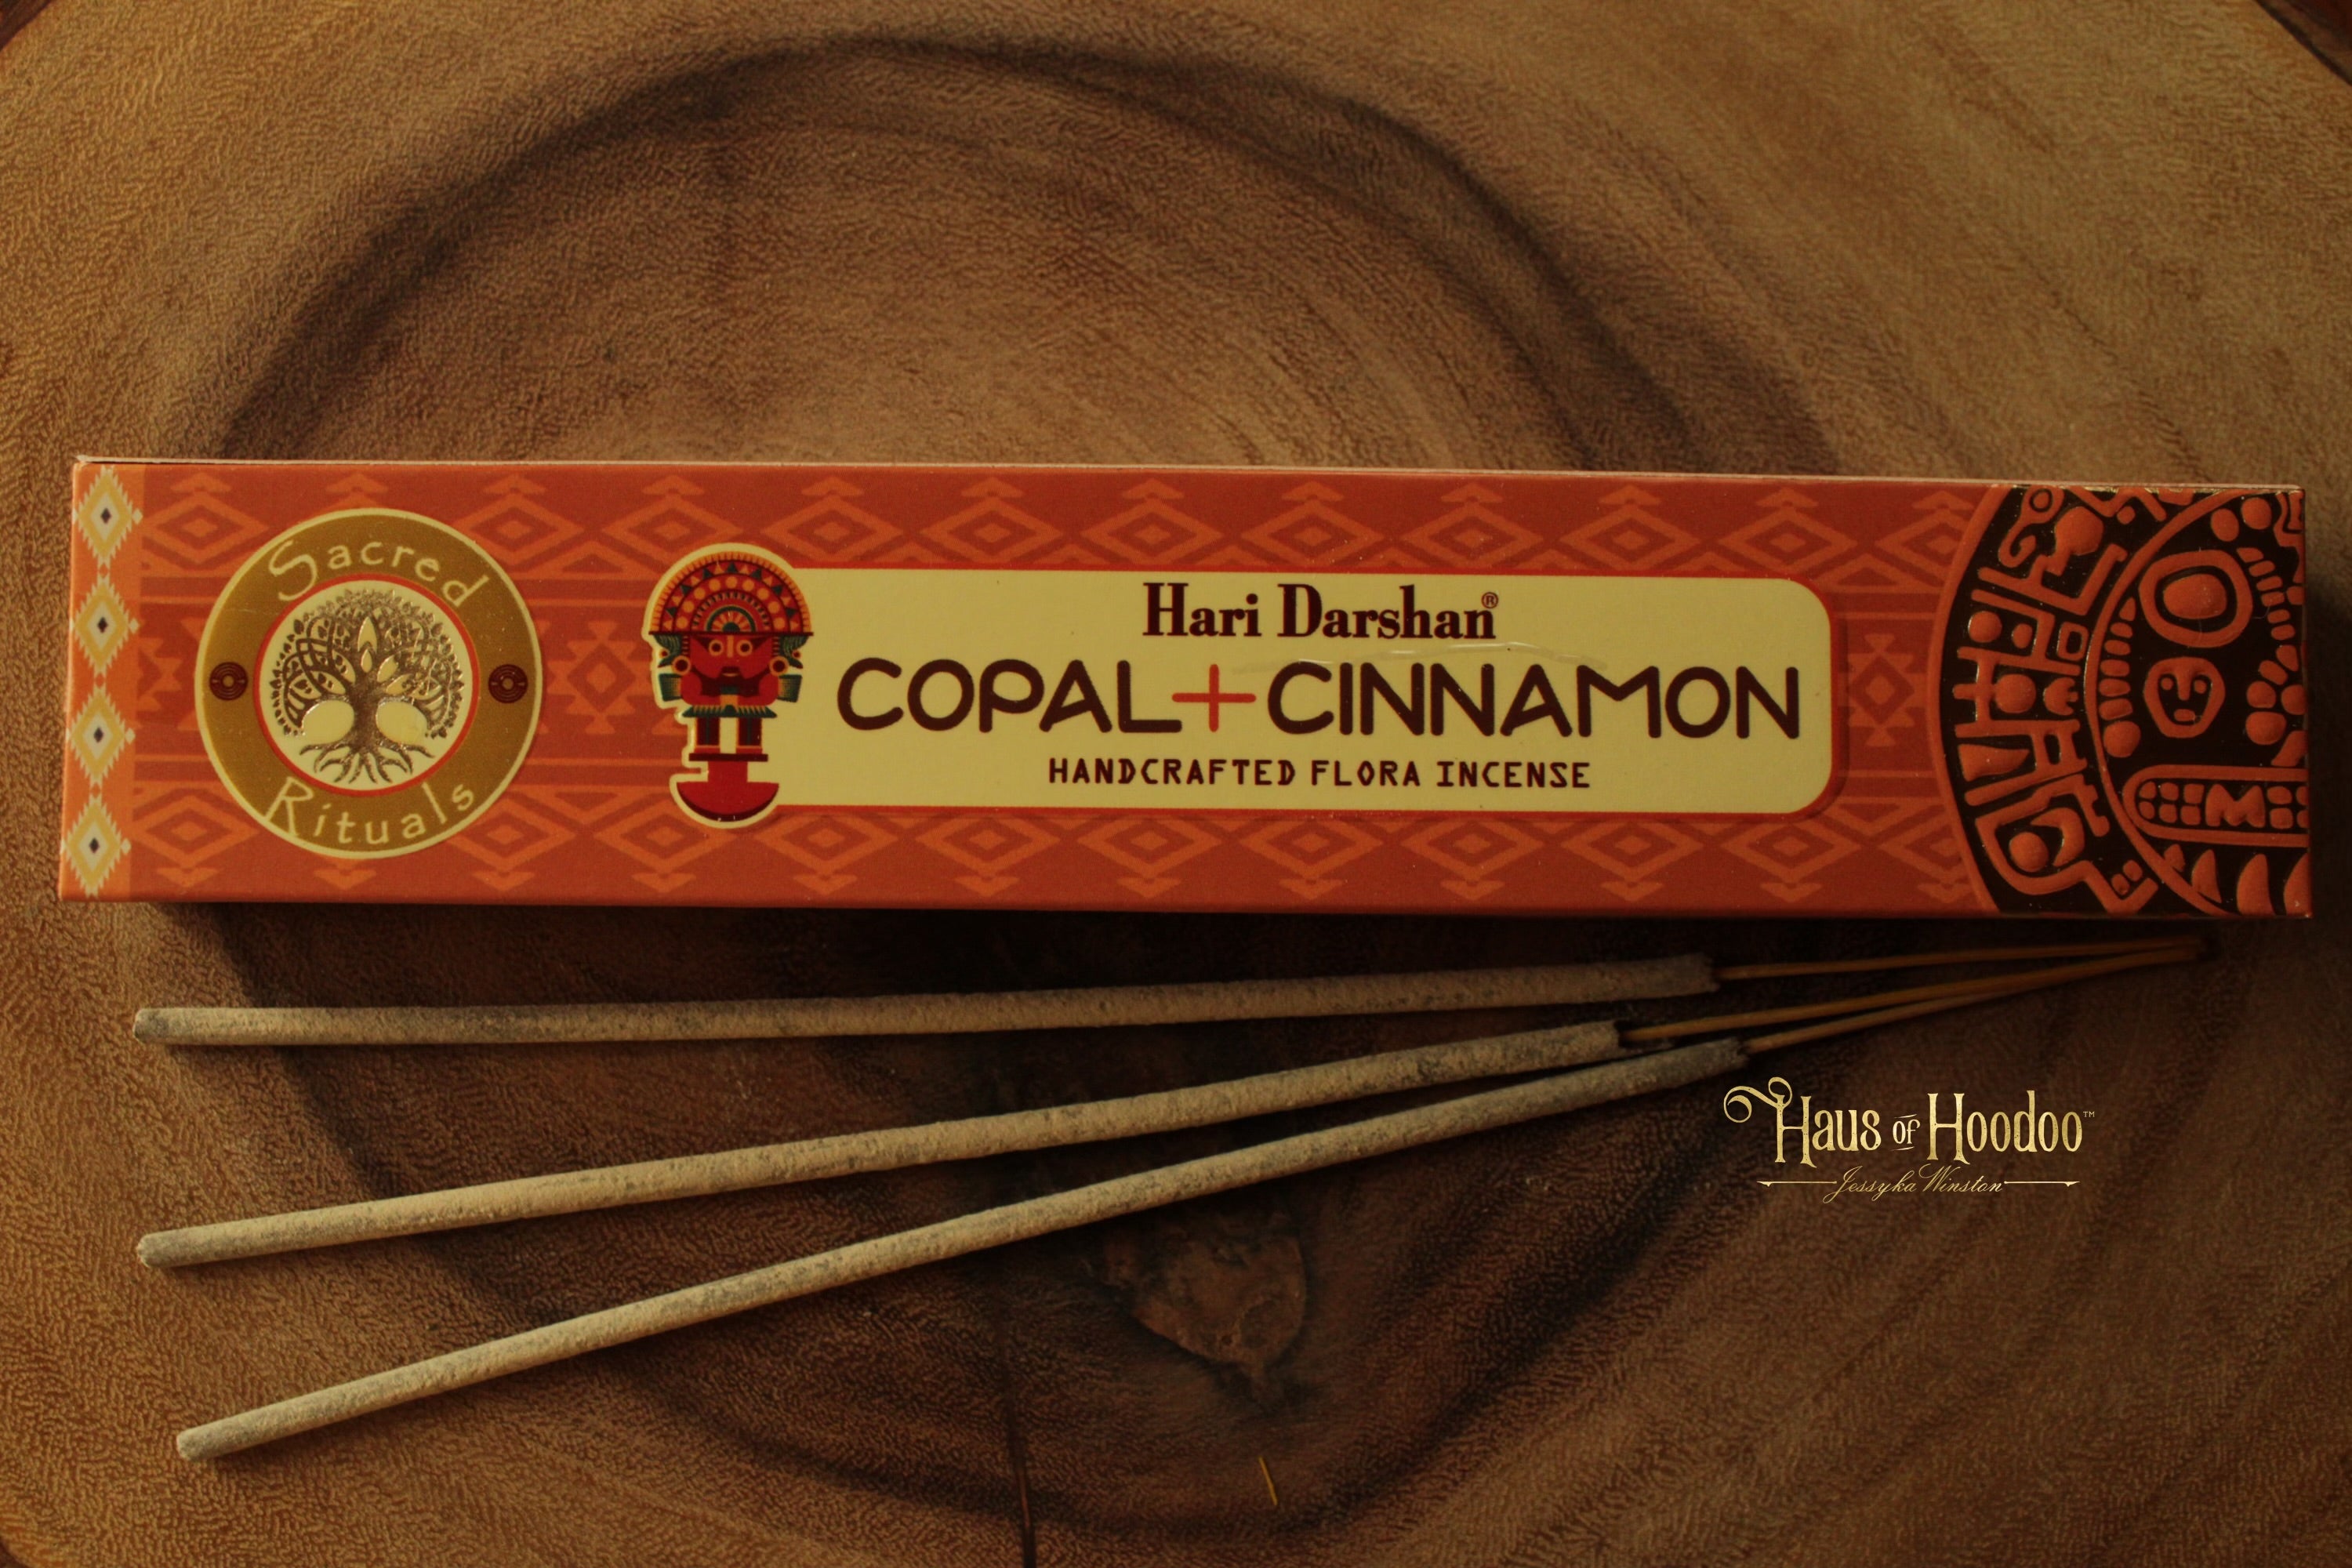 Sacred
Rituals
Hari Darshan®
COPAL+CINNAMON
HANDCRAFTED FLORA INCENSE
Haus of Hoodoo™
Jessyka Winston